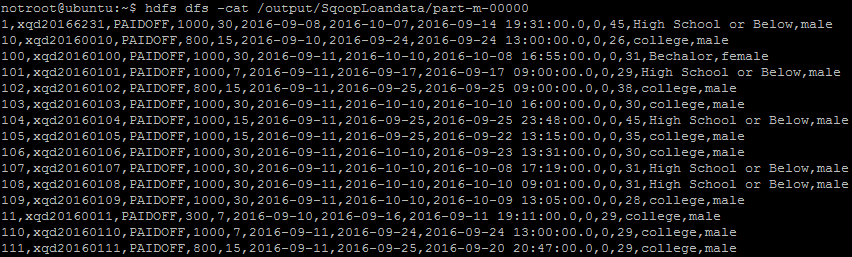 notroot@ubuntu:~$ hdfs dfs -cat /output/SqoopLoandata/part-m-00000
1,xqd20166231,PAIDOFF,1000,30,2016-09-08,2016-10-07,2016-09-14 19:31:00.0,0,45,High School or Below,male
10,xqd20160010,PAIDOFF,800,15,2016-09-10,2016-09-24,2016-09-24 13:00:00.0,0,26,college,male
100,xqd20160100,PAIDOFF,1000,30,2016-09-11,2016-10-10,2016-10-08 16:55:00.0,0,31,Bechalor,female
101,xqd20160101,PAIDOFF,1000,7,2016-09-11,2016-09-17,2016-09-17 09:00:00.0,0,29,High School or Below,male
102,xqd20160102,PAIDOFF,800,15,2016-09-11,2016-09-25,2016-09-25 09:00:00.0,0,38,college,male
103,xqd20160103,PAIDOFF,1000,30,2016-09-11,2016-10-10,2016-10-10 16:00:00.0,0,30,college,male
104,xqd20160104,PAIDOFF,1000,15,2016-09-11,2016-09-25,2016-09-25 23:48:00.0,0,45,High School or Below,male
105,xqd20160105,PAIDOFF,1000,15,2016-09-11,2016-09-25,2016-09-22 13:15:00.0,0,35,college,male
106,xqd20160106,PAIDOFF,1000,30,2016-09-11,2016-10-10,2016-09-23 13:31:00.0,0,30,college,male
107,xqd20160107,PAIDOFF,1000,30,2016-09-11,2016-10-10,2016-10-08 17:19:00.0,0,31,High School or Below,male
108,xqd20160108,PAIDOFF,1000,30,2016-09-11,2016-10-10,2016-10-10 09:01:00.0,0,31,High School or Below,male
109,xqd20160109,PAIDOFF,1000,30,2016-09-11,2016-10-10,2016-10-09 13:05:00.0,0,28,college,male
11,xqd20160011,PAIDOFF,300,7,2016-09-10,2016-09-16,2016-09-11 19:11:00.0,0,29,college,male
110,xqd20160110,PAIDOFF,1000,7,2016-09-11,2016-09-24,2016-09-24 13:00:00.0,0,29,college,male
111,xqd20160111,PAIDOFF,800,15,2016-09-11,2016-09-25,2016-09-20 20:47:00.0,0,29,college,male